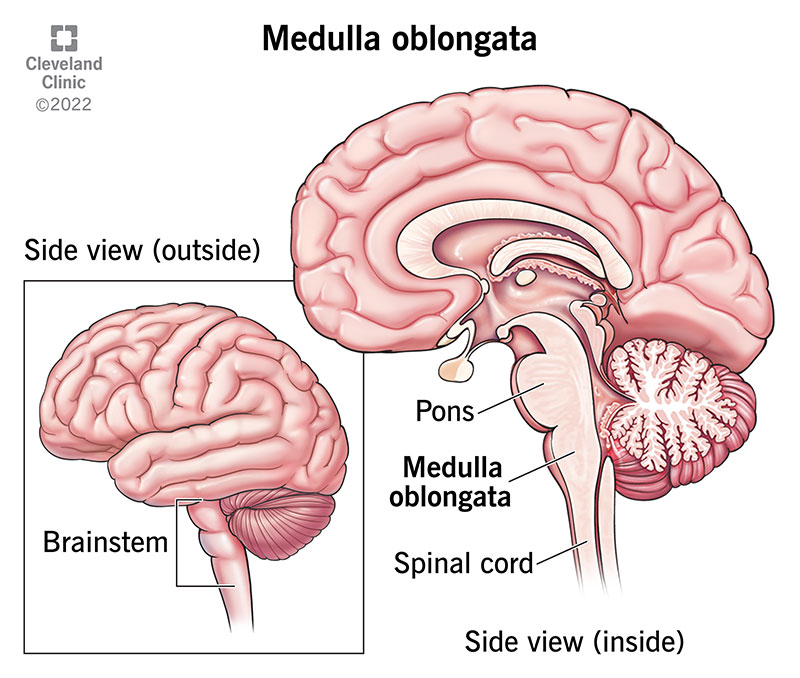 Medulla oblongata
Cleveland
Clinic
©2022
Side view (outside)
Brainstem
Pons
Medulla
oblongata
Spinal cord
Side view (inside)